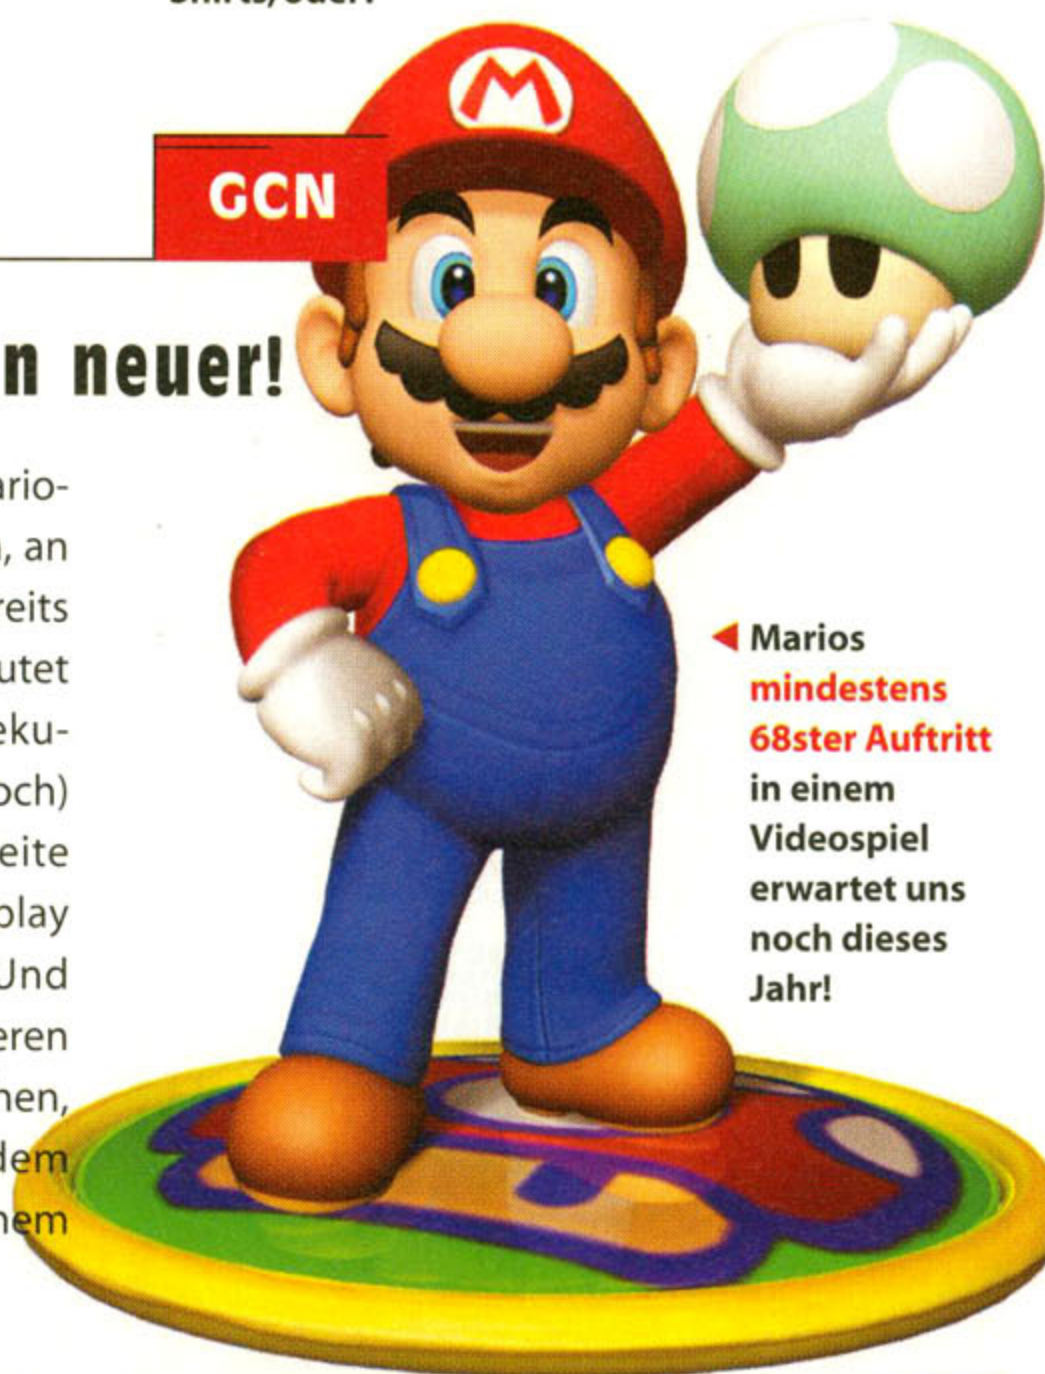 M
GCN
n neuer!
ario-
, an
reits
utet
eku-
och)
eite
play
Und
eren
nen,
dem
nem
Marios
mindestens
68ster Auftritt
in einem
Videospiel
erwartet uns
noch dieses
Jahr!